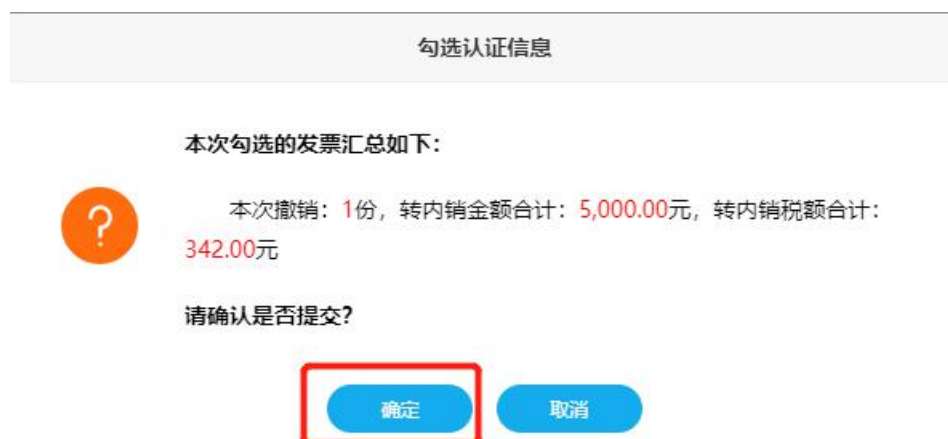 勾选认证信息
本次勾选的发票汇总如下：
本次撤销：1份，转内销金额合计：5,000.00元，转内销税额合计：
342.00元
请确认是否提交？
确定 取消